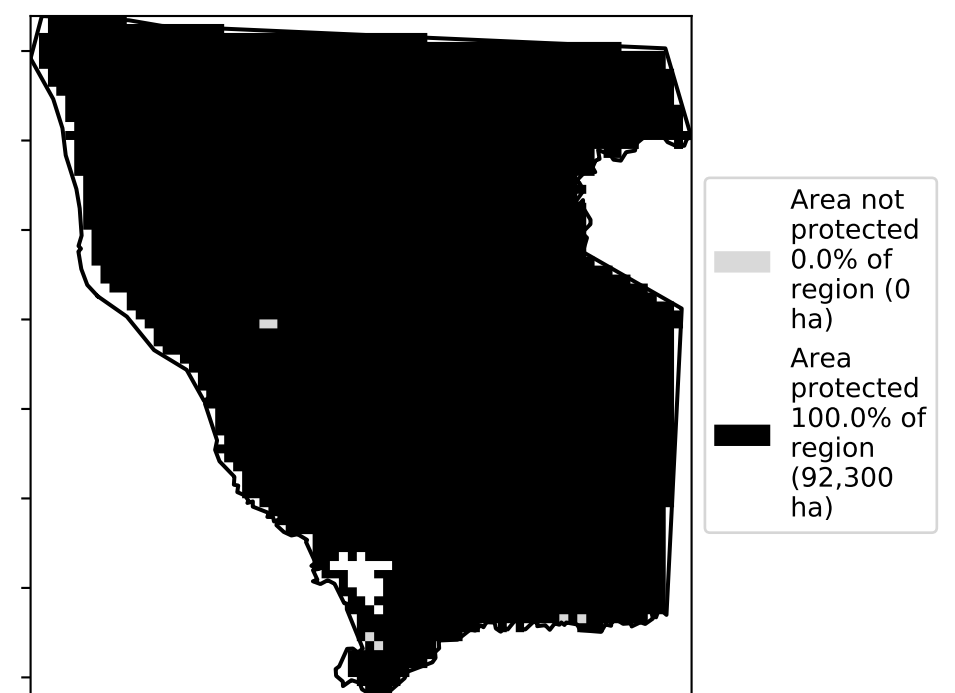 Area not
protected
0.0% of
region (0
ha)
Area
protected
100.0% of
region
(92,300
ha)